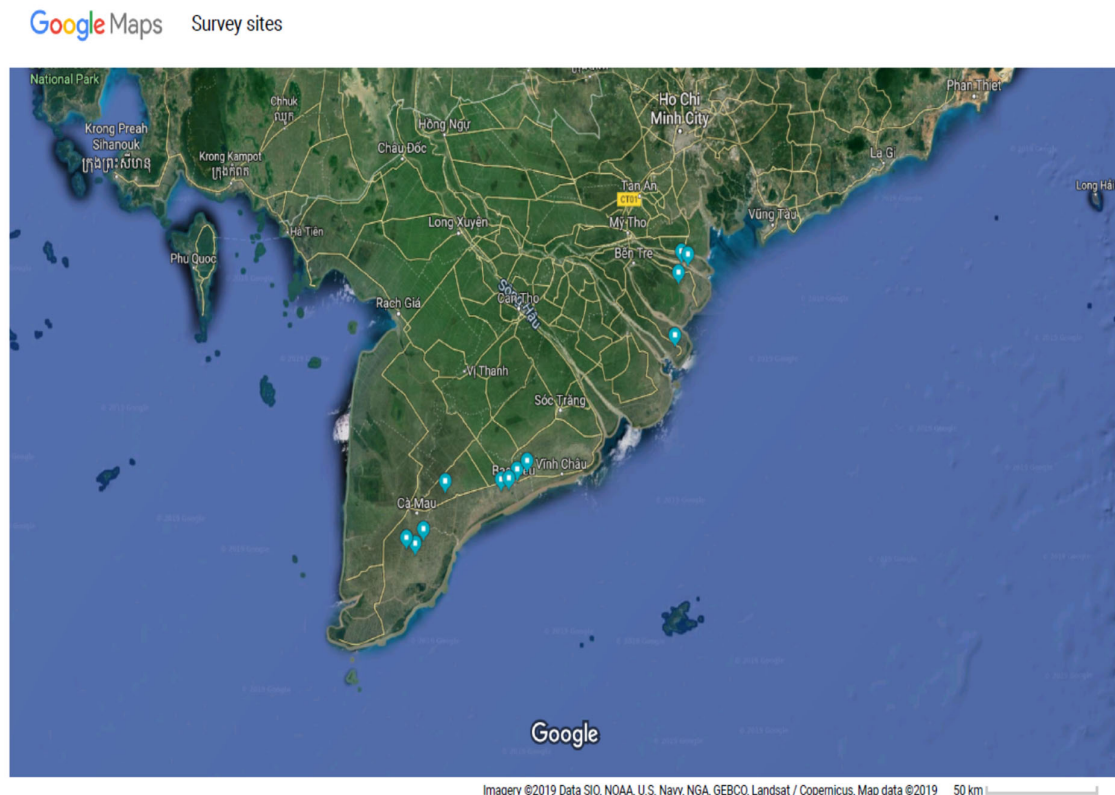 Google Maps Survey sites
National Park
Phan Thiet
Chhuk
ឈូក
Ho Chi
Minh City
Krong Preah
Sihanouk
ក្រុងព្រះសីហនុ
Hồng Ngự
Châu Đốc
La Gi
Krong Kampot
ក្រុងកំពត
Tân An
CT01
Long Hải
Long Xuyên
Mỹ Tho
Vũng Tàu
Hà Tiên
Bến Tre
Phu Quoc
Rạch Giá
Cần Thơ
Sông Hậu
Vị Thanh
Sóc Trăng
Vĩnh Châu
Cà Mau
Google
Imagery ©2019 Data SIO, NOAA, U.S. Navy, NGA, GEBCO, Landsat / Copernicus, Map data ©2019 50 km